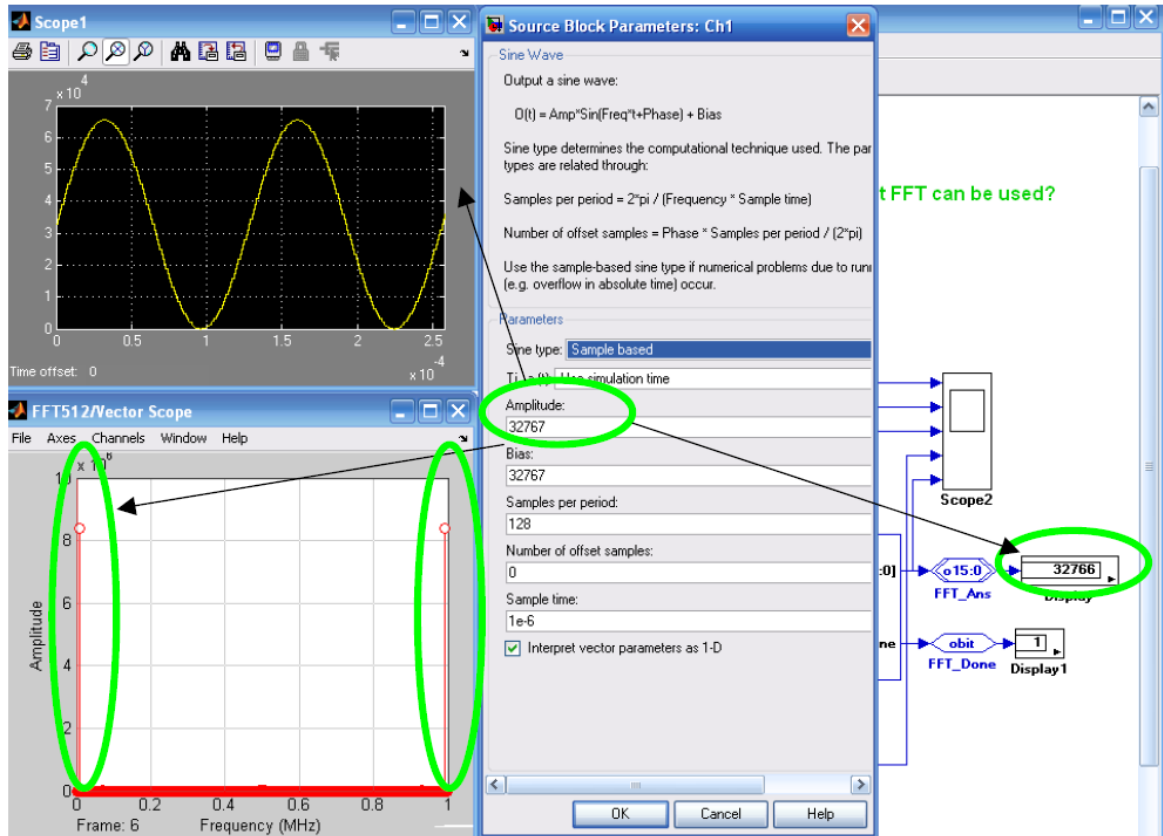 Scope1
x 10
4
7
6
5
4
3
2
1
0
0 0.5 1 1.5 2 2.5
Time offset: 0
x 10
-4
FFT512/Vector Scope
File Axes Channels Window Help
x 10
6
10
8
6
4
2
0
Amplitude
0 0.2 0.4 0.6 0.8 1
Frame: 6 Frequency (MHz)
Source Block Parameters: Ch1
Sine Wave
Output a sine wave:
O(t) = Amp*Sin(Freq*t+Phase) + Bias
Sine type determines the computational technique used. The par
types are related through:
Samples per period = 2*pi / (Frequency * Sample time)
Number of offset samples = Phase * Samples per period / (2*pi)
Use the sample-based sine type if numerical problems due to runn
(e.g. overflow in absolute time) occur.
Parameters
Sine type: Sample based
(t): Use simulation time
Amplitude:
32767
Bias:
32767
Samples per period:
128
Number of offset samples:
0
Sample time:
1e-6
Interpret vector parameters as 1-D
OK Cancel Help
t FFT can be used?
Scope2
:0] o15:0 32766
FFT_Ans Display
ne obit 1
FFT_Done Display1